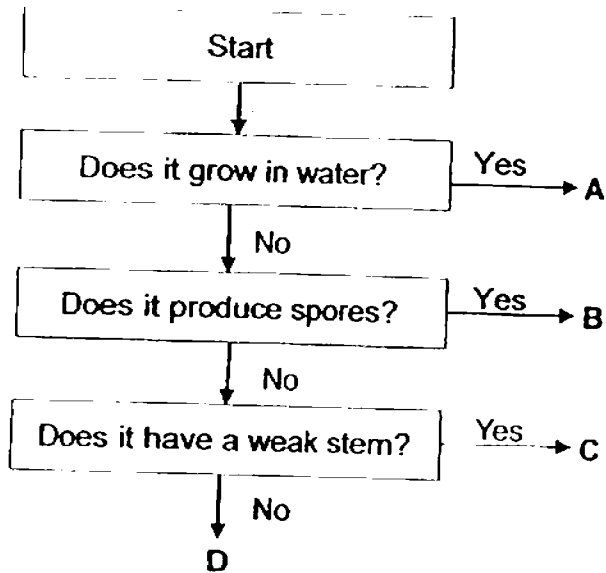 Start
Does it grow in water?
Yes
A
No
Does it produce spores?
Yes
B
No
Does it have a weak stem?
Yes
C
No
D